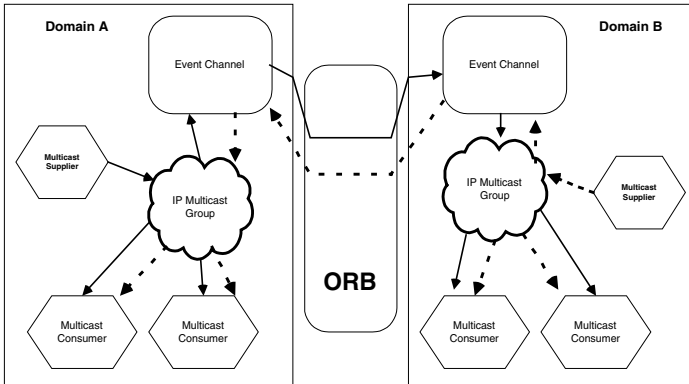 Domain A
Domain B
Event Channel
Event Channel
Multicast
Supplier
IP Multicast
Group
IP Multicast
Group
Multicast
Supplier
ORB
Multicast
Consumer
Multicast
Consumer
Multicast
Consumer
Multicast
Consumer